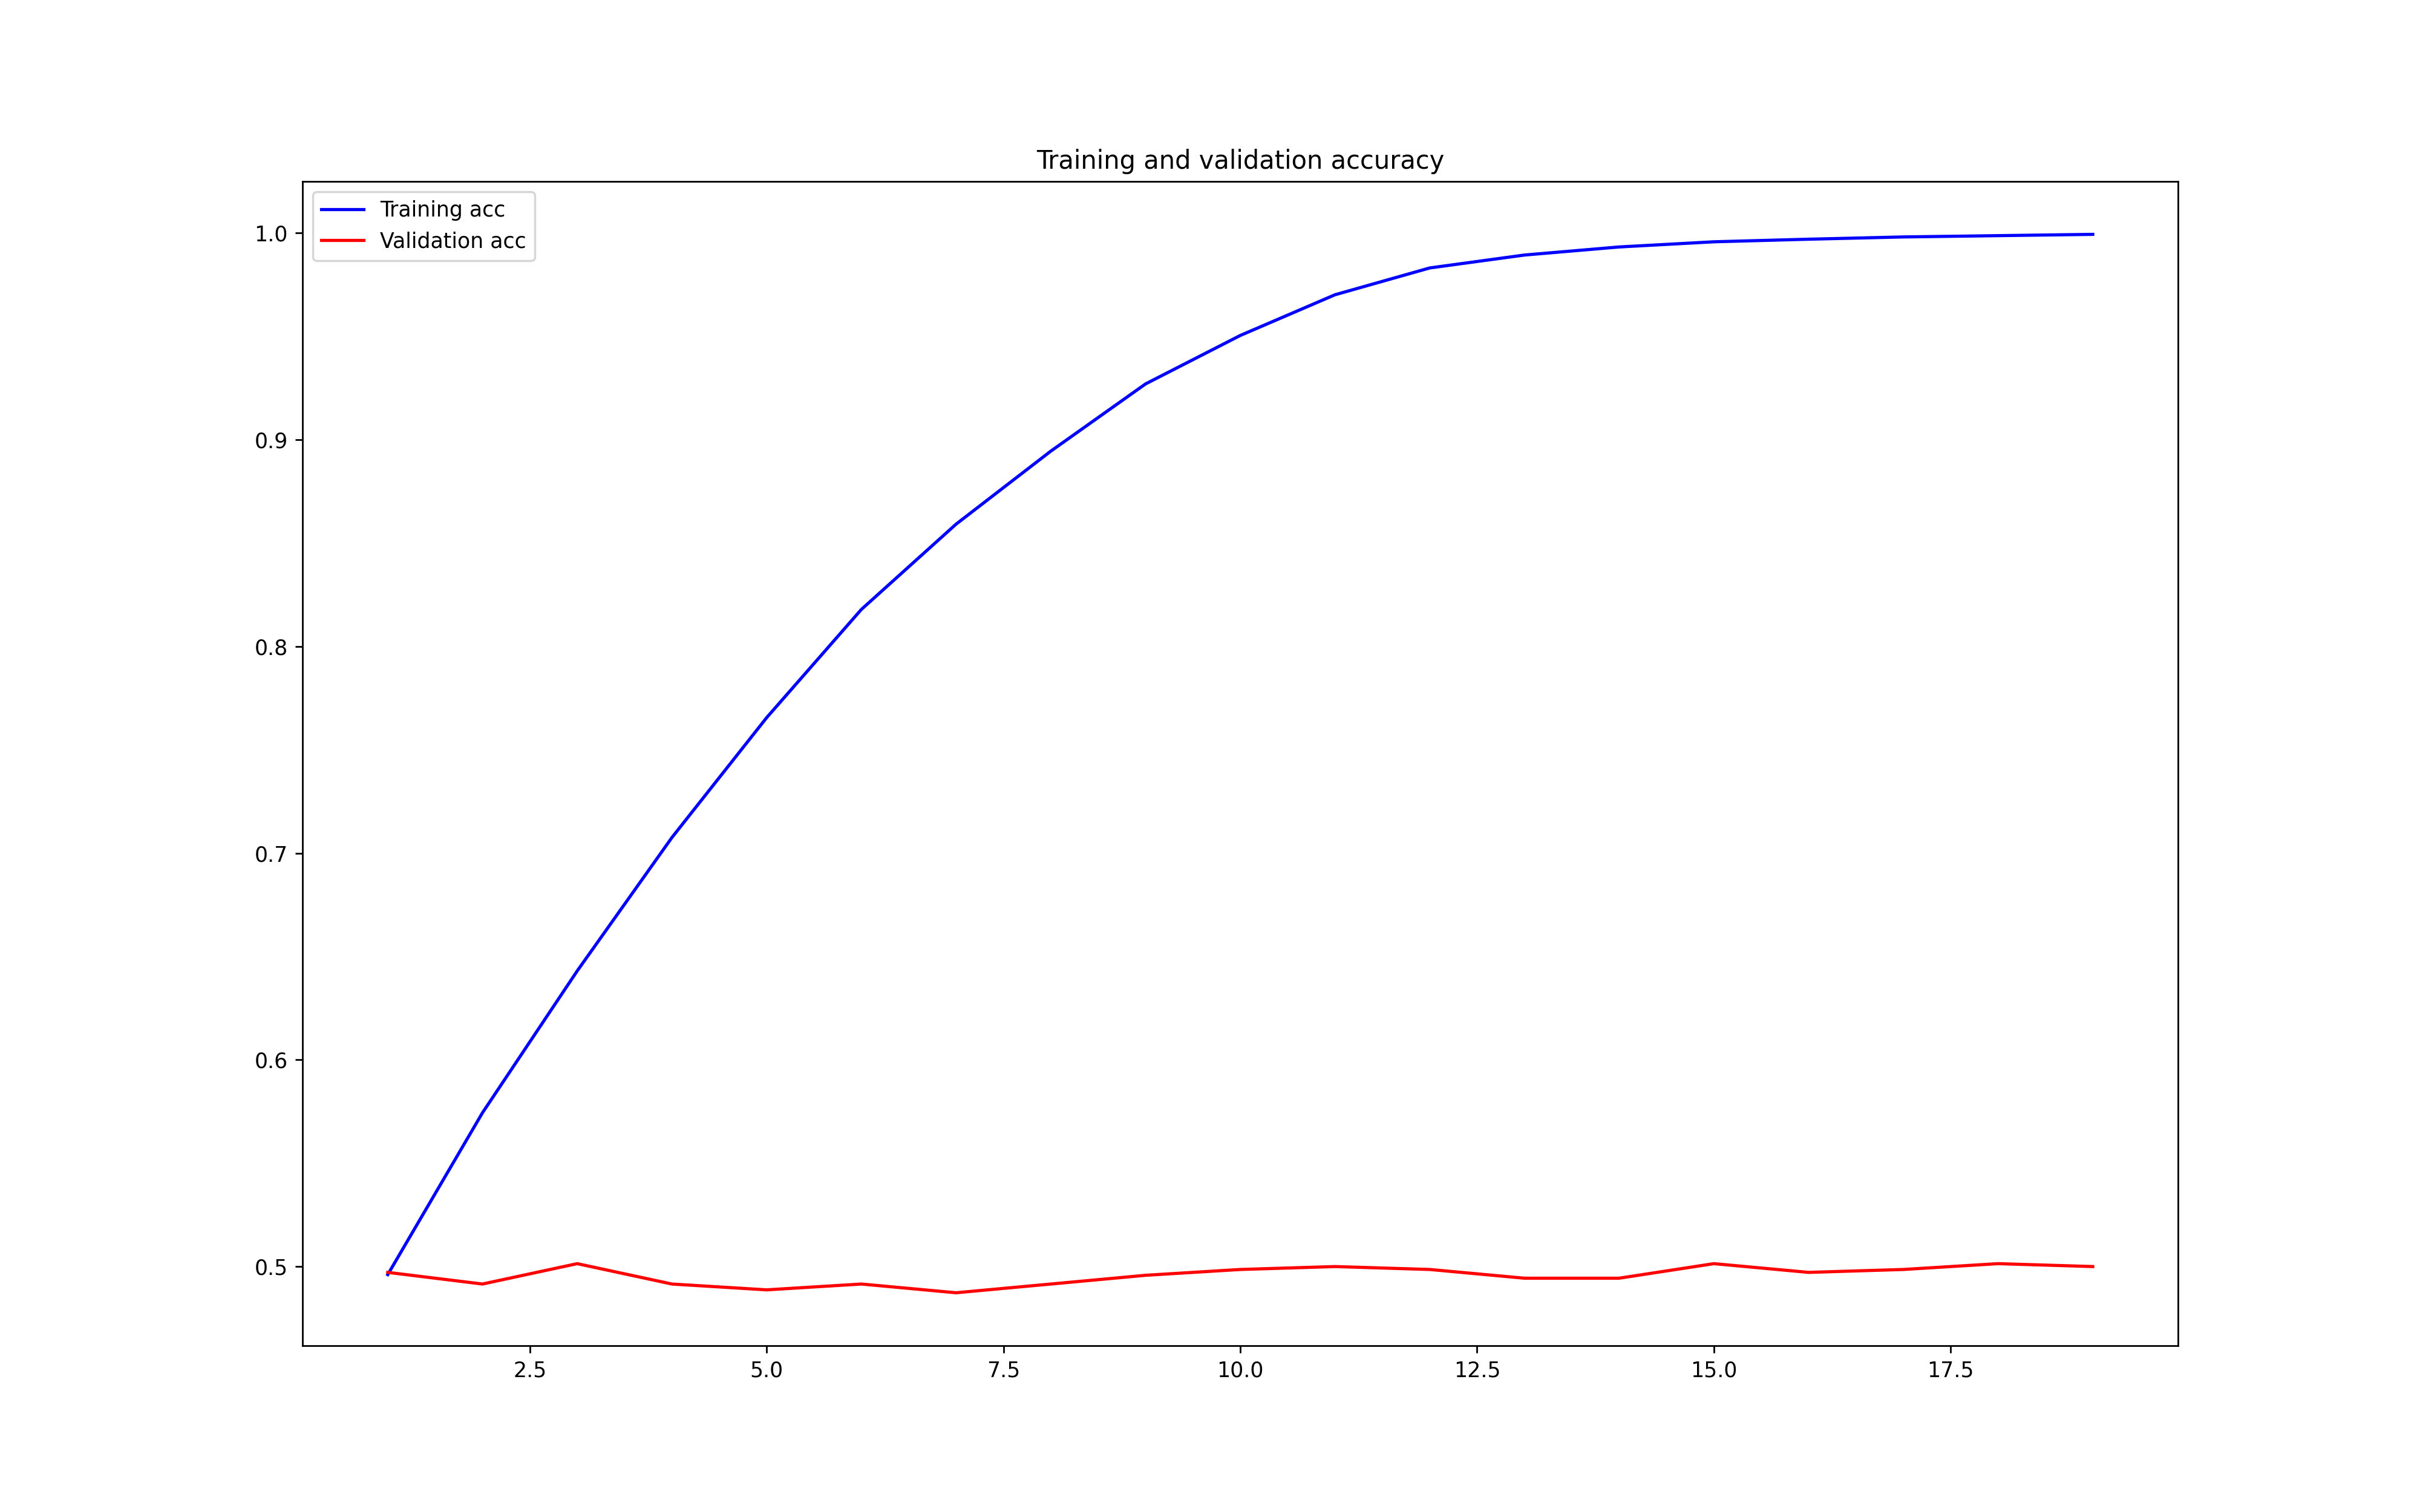 Training and validation accuracy
Training acc
Validation acc
1.0
0.9
0.8
0.7
0.6
0.5
2.5 5.0 7.5 10.0 12.5 15.0 17.5